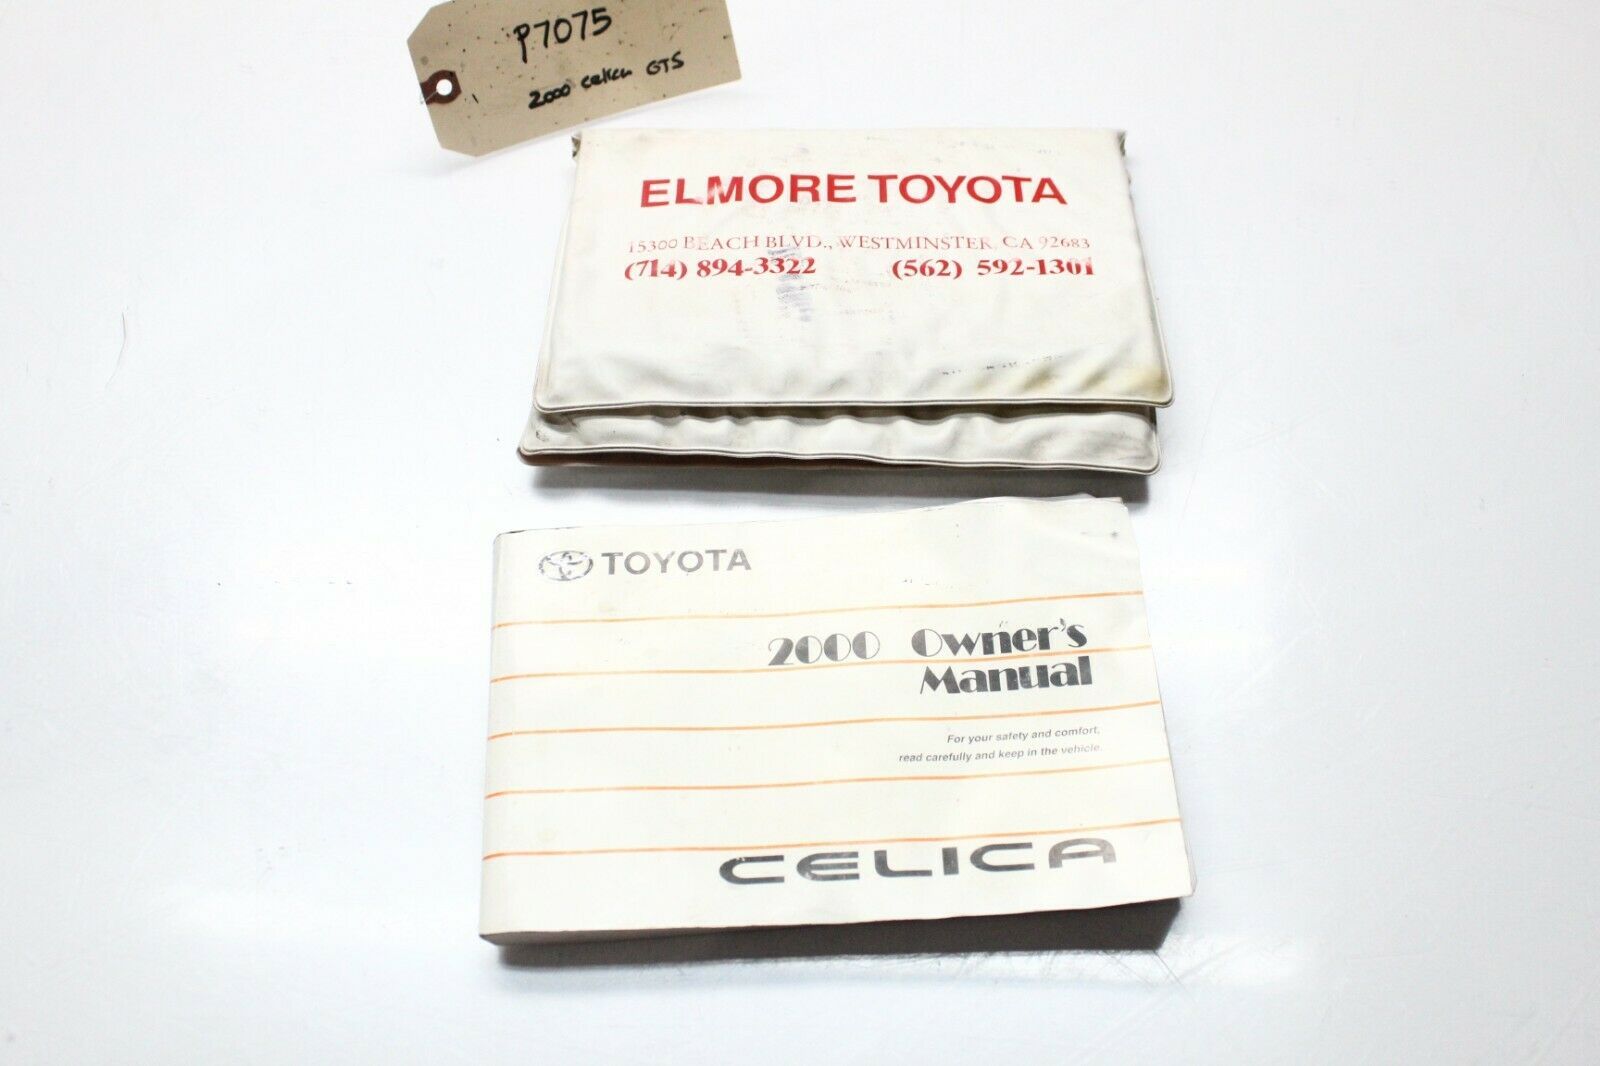 P7075
2000 Celica GTS
ELMORE TOYOTA
15300 BEACH BLVD., WESTMINSTER, CA 92683
(714) 894-3322 (562) 592-1301
TOYOTA
2000 Owner's
Manual
For your safety and comfort,
read carefully and keep in the vehicle.
CELICA